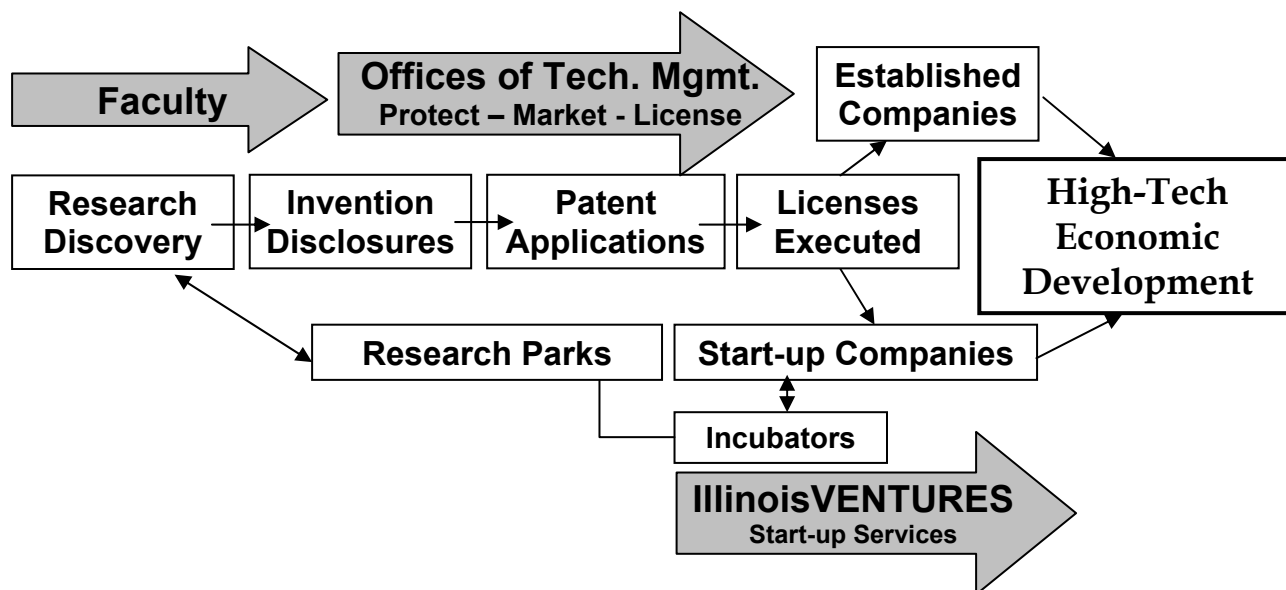 Faculty
Offices of Tech. Mgmt.
Protect – Market - License
Established
Companies
Research
Discovery
Invention
Disclosures
Patent
Applications
Licenses
Executed
High-Tech
Economic
Development
Research Parks
Start-up Companies
Incubators
IllinoisVENTURES
Start-up Services